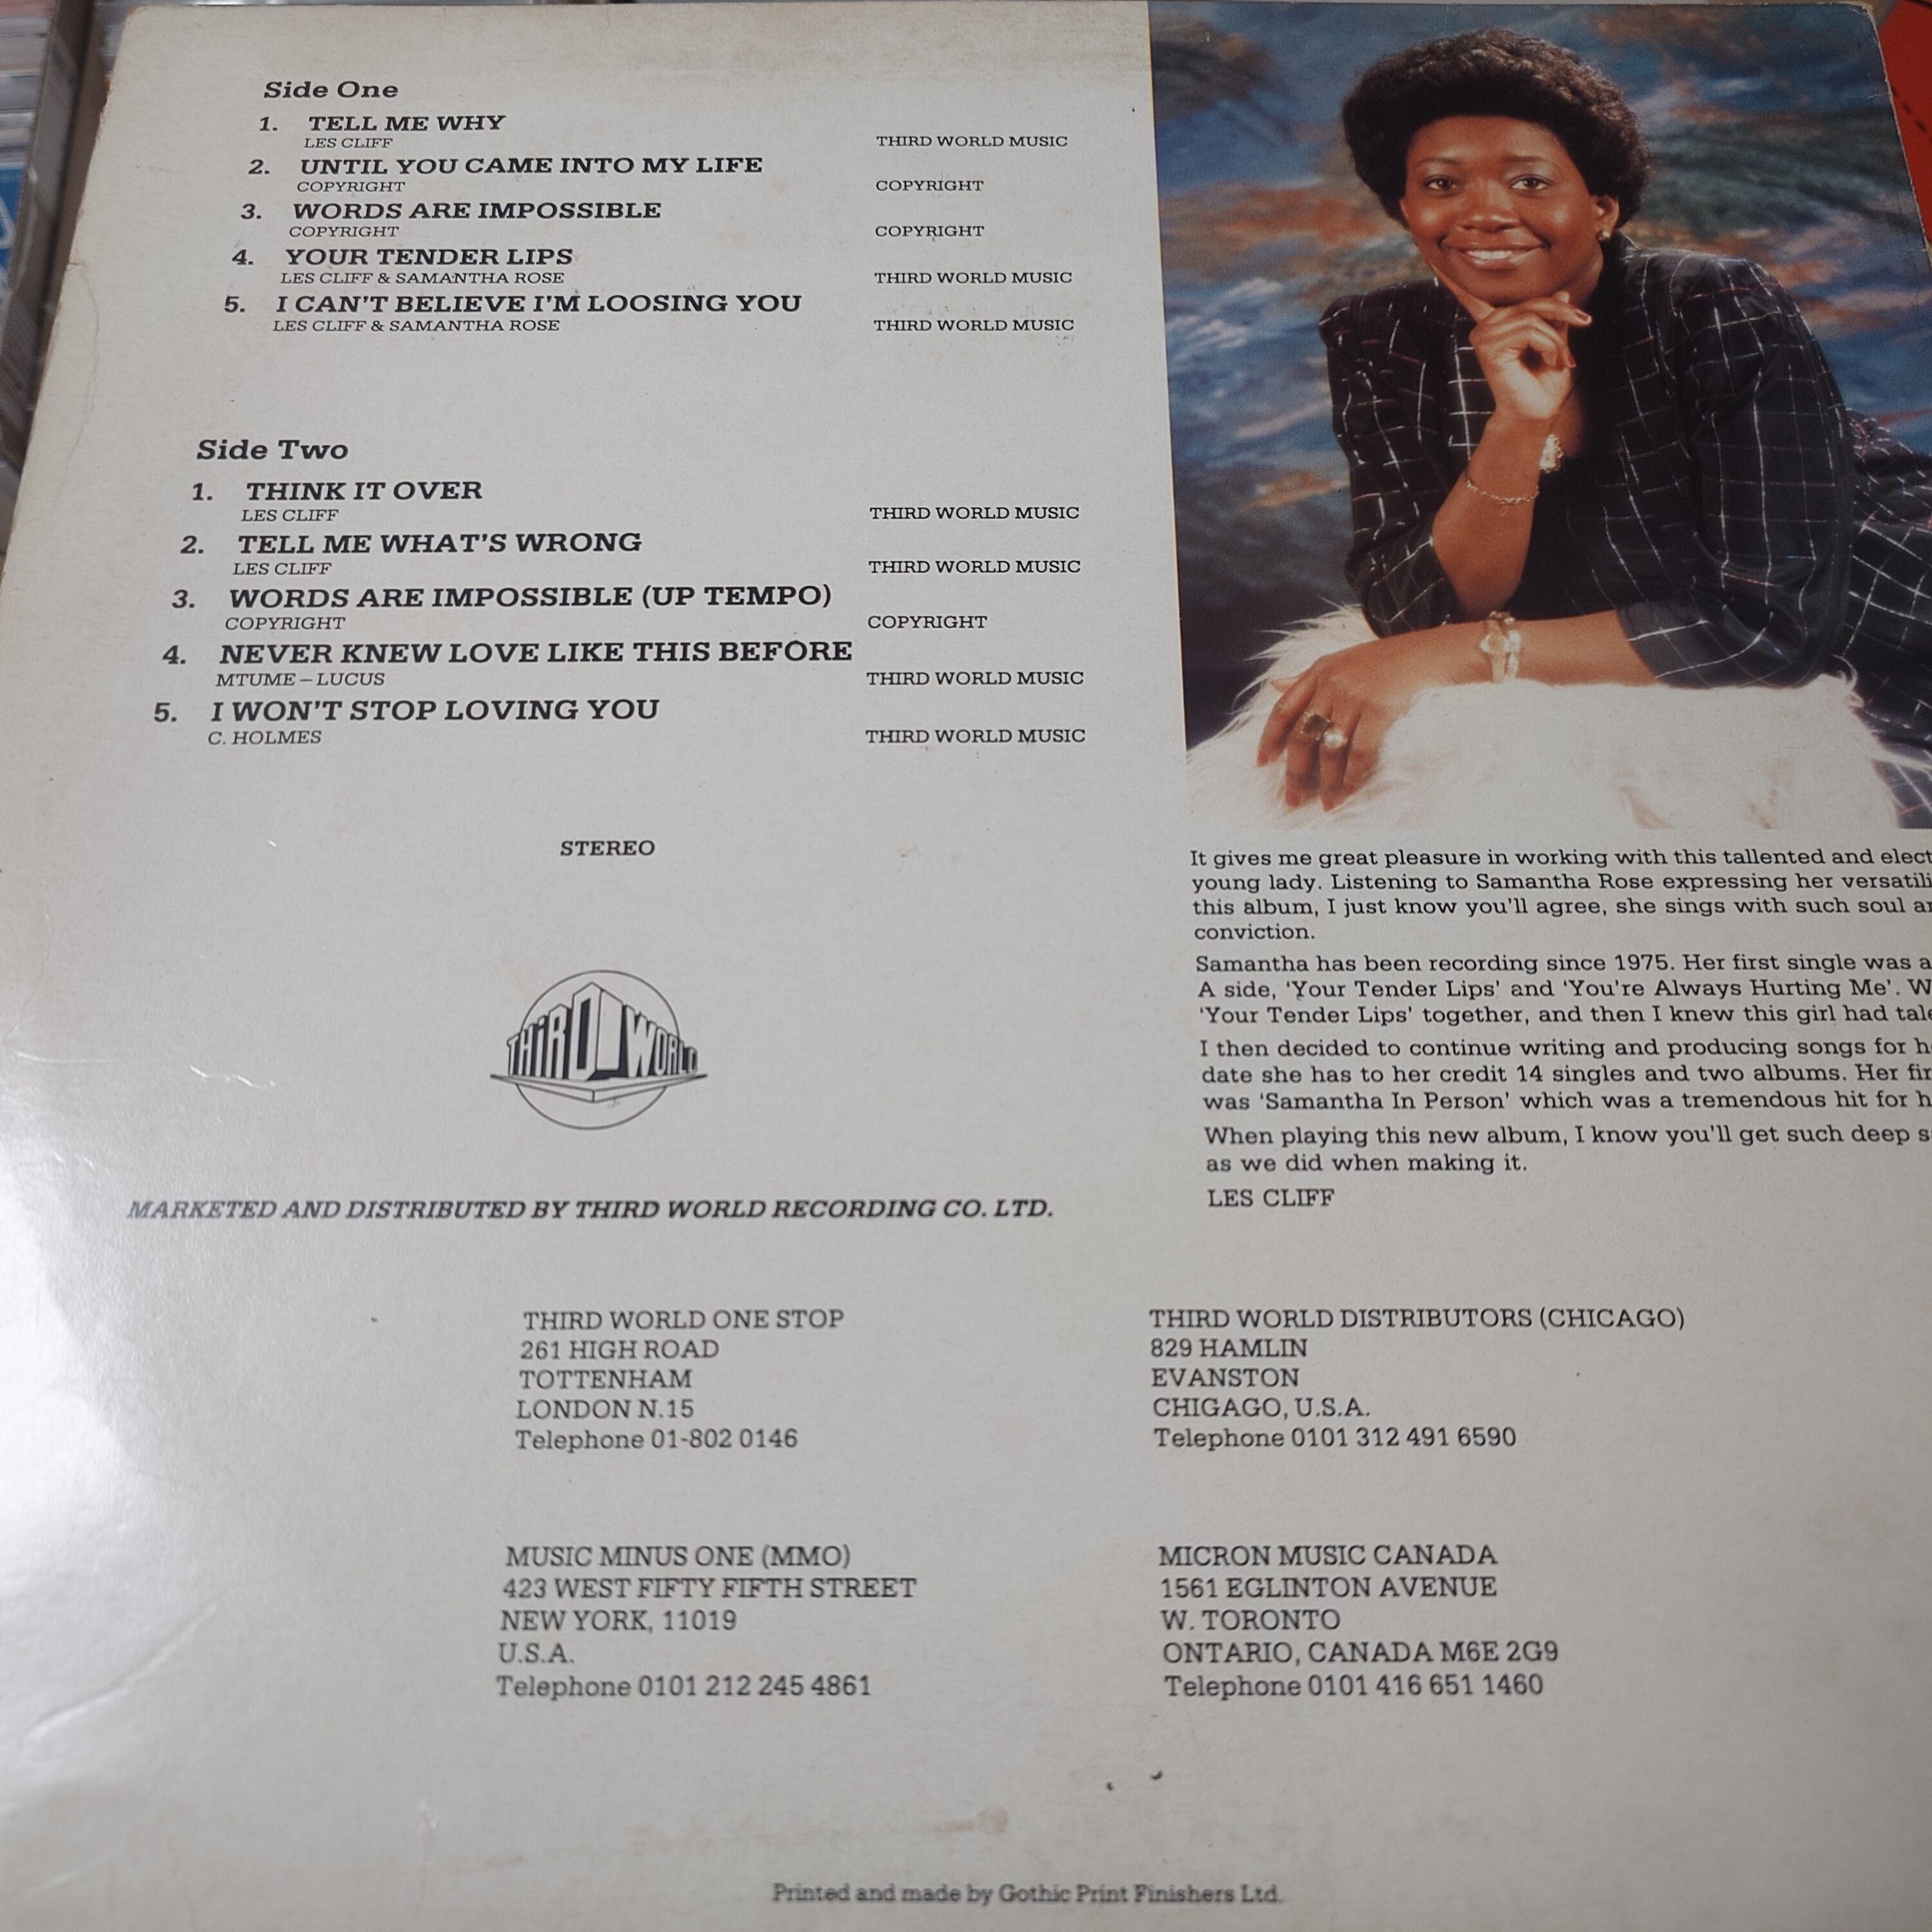 Side One
1. TELL ME WHY
LES CLIFF THIRD WORLD MUSIC
2. UNTIL YOU CAME INTO MY LIFE
COPYRIGHT COPYRIGHT
3. WORDS ARE IMPOSSIBLE
COPYRIGHT COPYRIGHT
4. YOUR TENDER LIPS
LES CLIFF & SAMANTHA ROSE THIRD WORLD MUSIC
5. I CAN'T BELIEVE I'M LOOSING YOU
LES CLIFF & SAMANTHA ROSE THIRD WORLD MUSIC
Side Two
1. THINK IT OVER
LES CLIFF THIRD WORLD MUSIC
2. TELL ME WHAT'S WRONG
LES CLIFF THIRD WORLD MUSIC
3. WORDS ARE IMPOSSIBLE (UP TEMPO)
COPYRIGHT COPYRIGHT
4. NEVER KNEW LOVE LIKE THIS BEFORE
MTUME – LUCUS THIRD WORLD MUSIC
5. I WON'T STOP LOVING YOU
C. HOLMES THIRD WORLD MUSIC
STEREO
THIRD WORLD
It gives me great pleasure in working with this tallented and
young lady. Listening to Samantha Rose expressing her
this album, I just know you'll agree, she sings with such soul
conviction.
Samantha has been recording since 1975. Her first single was
A side, 'Your Tender Lips' and 'You're Always Hurting Me'.
'Your Tender Lips' together, and then I knew this girl had
I then decided to continue writing and producing songs for
date she has to her credit 14 singles and two albums. Her
was 'Samantha In Person' which was a tremendous hit for
When playing this new album, I know you'll get such deep
as we did when making it.
LES CLIFF
MARKETED AND DISTRIBUTED BY THIRD WORLD RECORDING CO. LTD.
THIRD WORLD ONE STOP
261 HIGH ROAD
TOTTENHAM
LONDON N.15
Telephone 01-802 0146
THIRD WORLD DISTRIBUTORS (CHICAGO)
829 HAMLIN
EVANSTON
CHIGAGO, U.S.A.
Telephone 0101 312 491 6590
MUSIC MINUS ONE (MMO)
423 WEST FIFTY FIFTH STREET
NEW YORK, 11019
U.S.A.
Telephone 0101 212 245 4861
MICRON MUSIC CANADA
1561 EGLINTON AVENUE
W. TORONTO
ONTARIO, CANADA M6E 2G9
Telephone 0101 416 651 1460
Printed and made by Gothic Print Finishers Ltd.